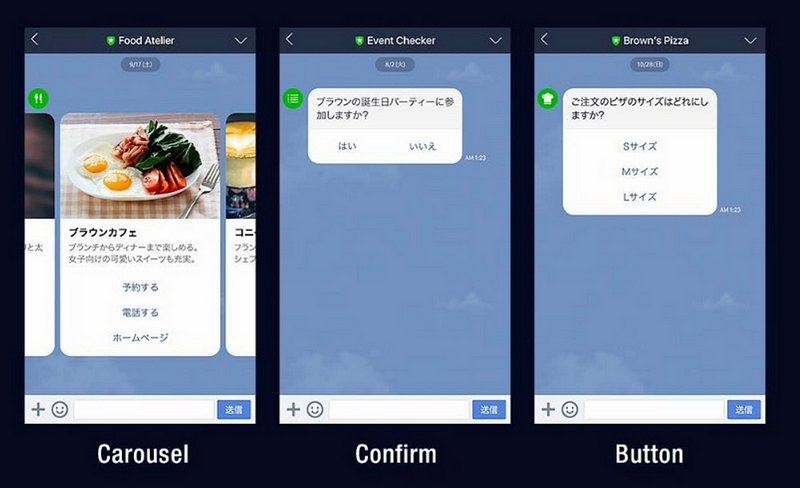 Food Atelier
9/17(土)
ブラウンカフェ
ブランチからディナーまで楽しめる。
女子向けの可愛いスイーツも充実。
予約する
電話する
ホームページ
と太
コニ
フラン
シェフ
送信
Carousel
Event Checker
8/2(火)
ブラウンの誕生日パーティーに参
加しますか?
はい
いいえ
AM 1:23
送信
Confirm
Brown's Pizza
10/28(日)
ご注文のピザのサイズはどれにし
ますか?
Sサイズ
Mサイズ
Lサイズ
AM 1:23
送信
Button